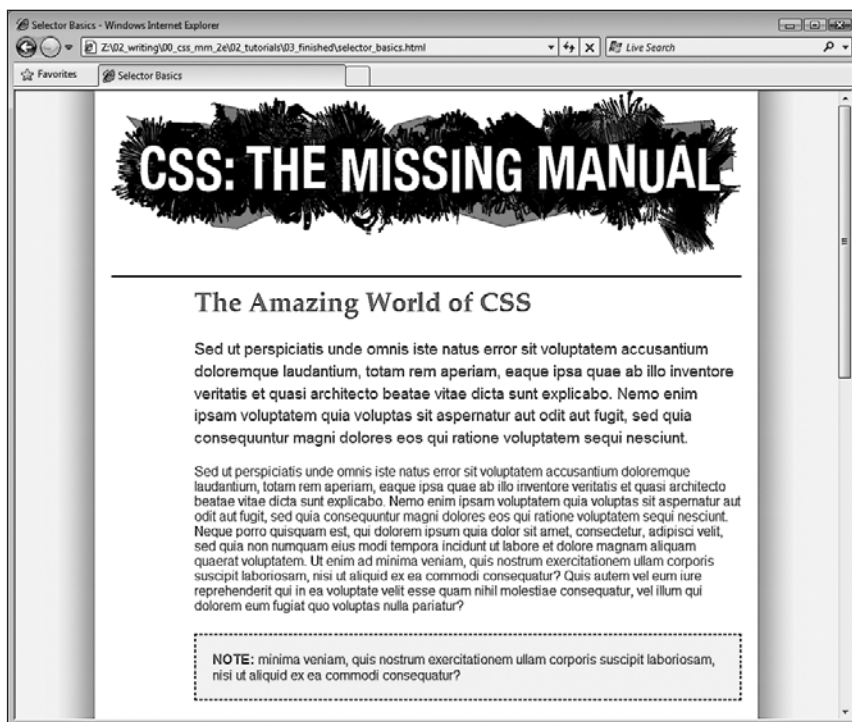 Selector Basics - Windows Internet Explorer
Z:\02_writing\00_css_mm_2e\02_tutorials\03_finished\selector_basics.html
Live Search
Favorites
Selector Basics
CSS: THE MISSING MANUAL
The Amazing World of CSS
Sed ut perspiciatis unde omnis iste natus error sit voluptatem accusantium
doloremque laudantium, totam rem aperiam, eaque ipsa quae ab illo inventore
veritatis et quasi architecto beatae vitae dicta sunt explicabo. Nemo enim
ipsam voluptatem quia voluptas sit aspernatur aut odit aut fugit, sed quia
consequuntur magni dolores eos qui ratione voluptatem sequi nesciunt.
Sed ut perspiciatis unde omnis iste natus error sit voluptatem accusantium doloremque
laudantium, totam rem aperiam, eaque ipsa quae ab illo inventore veritatis et quasi architecto
beatae vitae dicta sunt explicabo. Nemo enim ipsam voluptatem quia voluptas sit aspernatur aut
odit aut fugit, sed quia consequuntur magni dolores eos qui ratione voluptatem sequi nesciunt.
Neque porro quisquam est, qui dolorem ipsum quia dolor sit amet, consectetur, adipisci velit,
sed quia non numquam eius modi tempora incidunt ut labore et dolore magnam aliquam
quaerat voluptatem. Ut enim ad minima veniam, quis nostrum exercitationem ullam corporis
suscipit laboriosam, nisi ut aliquid ex ea commodi consequatur? Quis autem vel eum iure
reprehenderit qui in ea voluptate velit esse quam nihil molestiae consequatur, vel illum qui
dolorem eum fugiat quo voluptas nulla pariatur?
NOTE: minima veniam, quis nostrum exercitationem ullam corporis suscipit laboriosam,
nisi ut aliquid ex ea commodi consequatur?